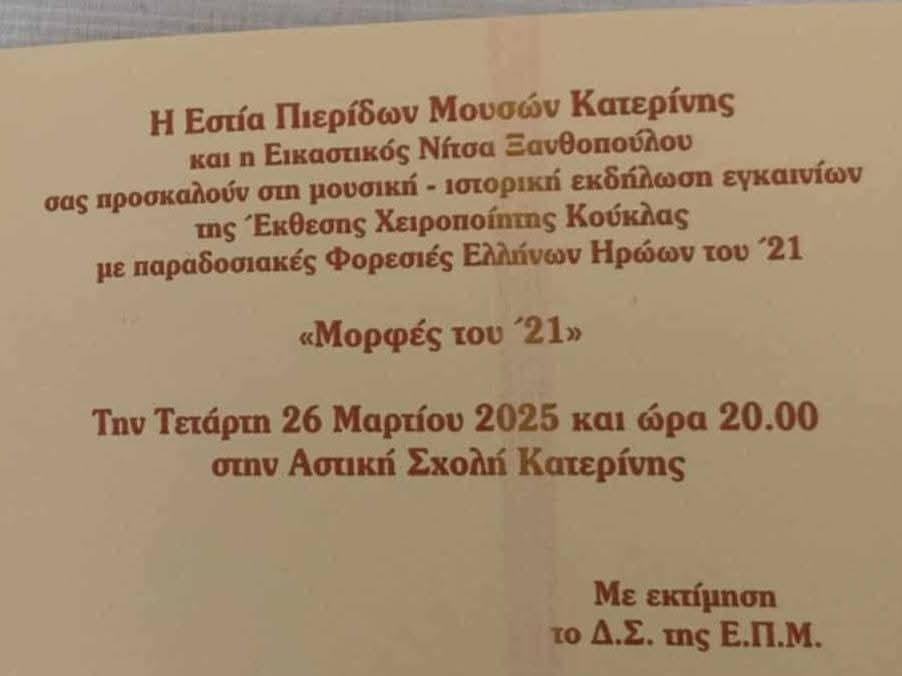 Η Εστία Πιερίδων Μουσών Κατερίνης
και η Εικαστικός Νίτσα Ξανθοπούλου
σας προσκαλούν στη μουσική - ιστορική εκδήλωση εγκαινίων
της Έκθεσης Χειροποίητης Κούκλας
με παραδοσιακές Φορεσιές Ελλήνων Ηρώων του ΄21
«Μορφές του ΄21»
Την Τετάρτη 26 Μαρτίου 2025 και ώρα 20.00
στην Αστική Σχολή Κατερίνης
Με εκτίμηση
το Δ.Σ. της Ε.Π.Μ.